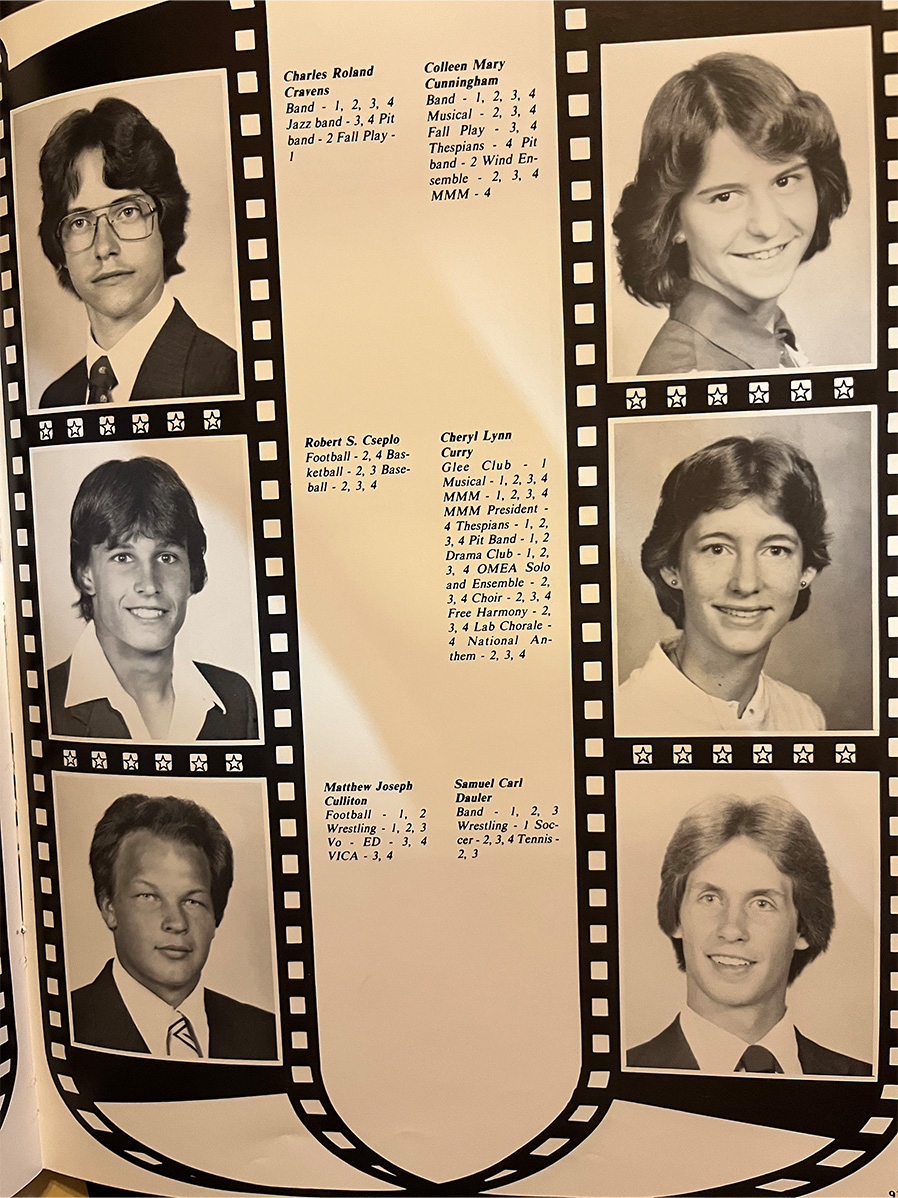 Charles Roland
Cravens
Band - 1, 2, 3, 4
Jazz band - 3, 4 Pit
band - 2 Fall Play -
1
Colleen Mary
Cunningham
Band - 1, 2, 3, 4
Musical - 2, 3, 4
Fall Play - 3, 4
Thespians - 4 Pit
band - 2 Wind En-
semble - 2, 3, 4
MMM - 4
Robert S. Cseplo
Football - 2, 4 Bas-
ketball - 2, 3 Base-
ball - 2, 3, 4
Cheryl Lynn
Curry
Glee Club - 1
Musical - 1, 2, 3, 4
MMM - 1, 2, 3, 4
MMM President -
4 Thespians - 1, 2,
3, 4 Pit Band - 1, 2
Drama Club - 1, 2,
3, 4 OMEA Solo
and Ensemble - 2,
3, 4 Choir - 2, 3, 4
Free Harmony - 2,
3, 4 Lab Chorale -
4 National An-
them - 2, 3, 4
Matthew Joseph
Culliton
Football - 1, 2
Wrestling - 1, 2, 3
Vo - ED - 3, 4
VICA - 3, 4
Samuel Carl
Dauler
Band - 1, 2, 3
Wrestling - 1 Soc-
cer - 2, 3, 4 Tennis -
2, 3